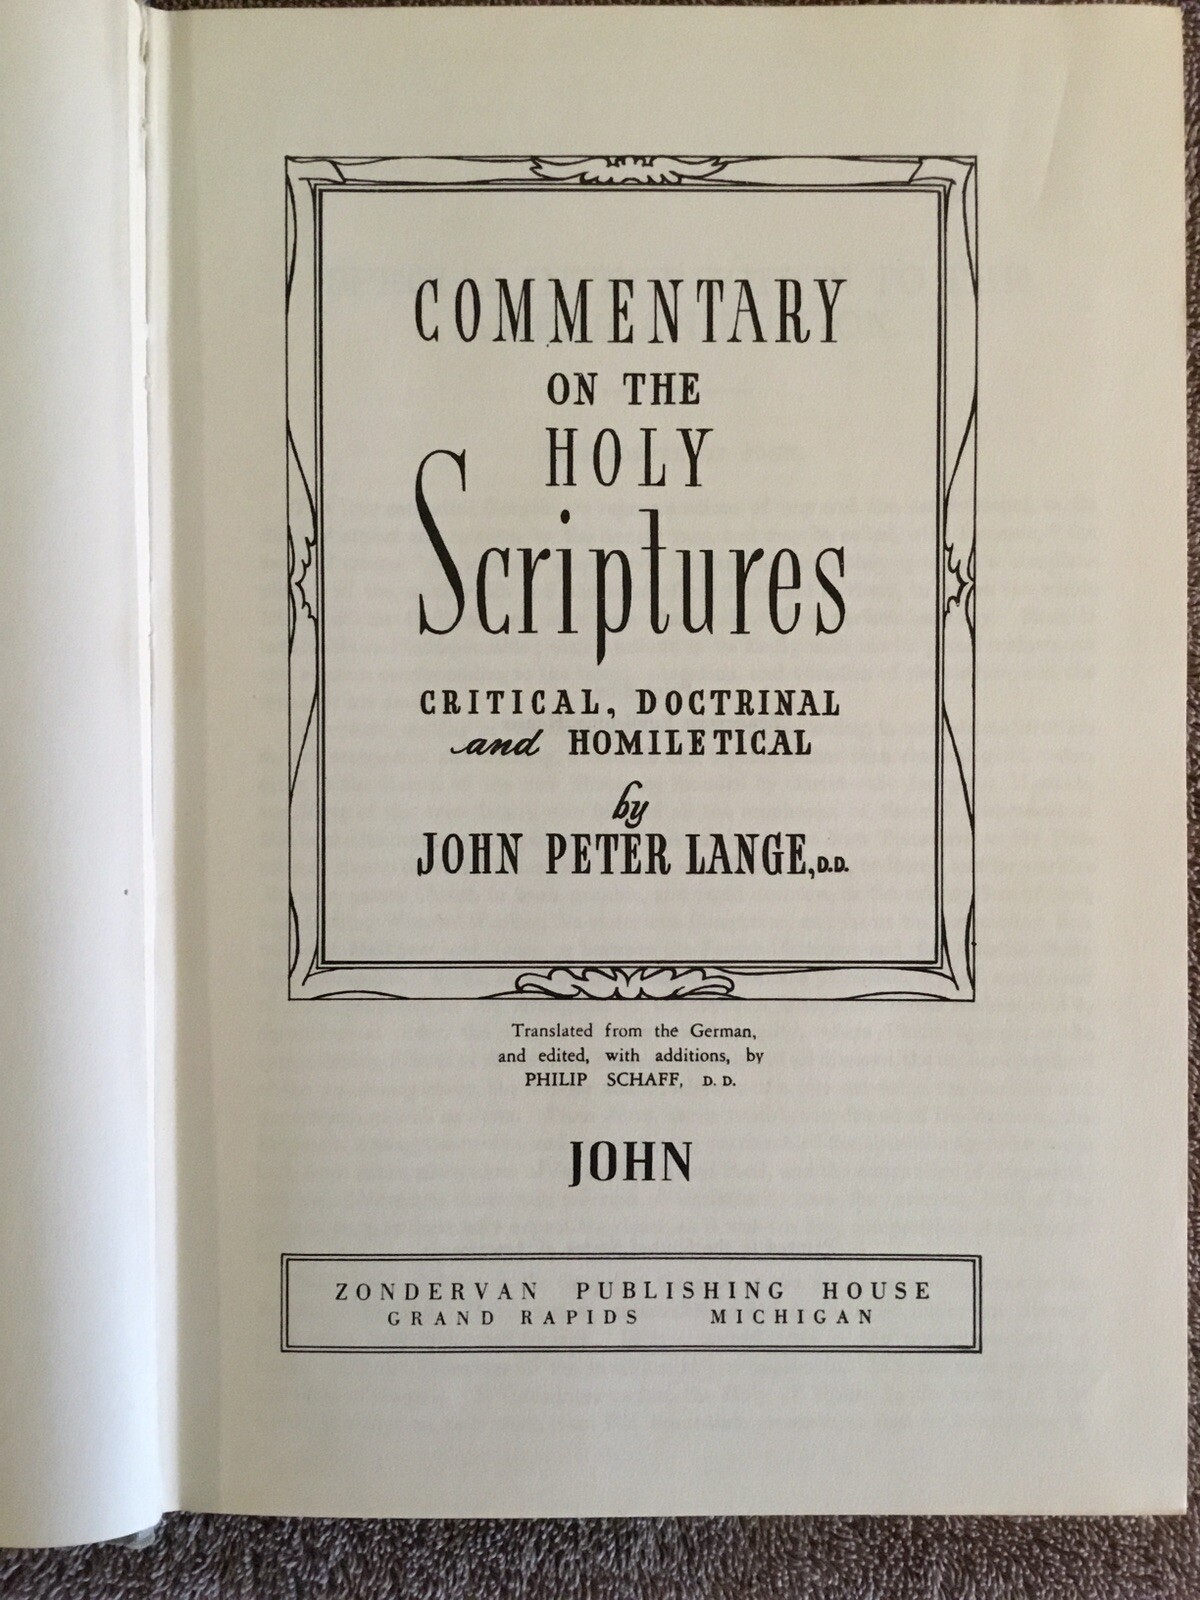 COMMENTARY
ON THE
HOLY
Scriptures
CRITICAL, DOCTRINAL
and HOMILETICAL
by
JOHN PETER LANGE, D.D.
Translated from the German,
and edited, with additions, by
PHILIP SCHAFF, D. D.
JOHN
ZONDERVAN PUBLISHING HOUSE
GRAND RAPIDS MICHIGAN